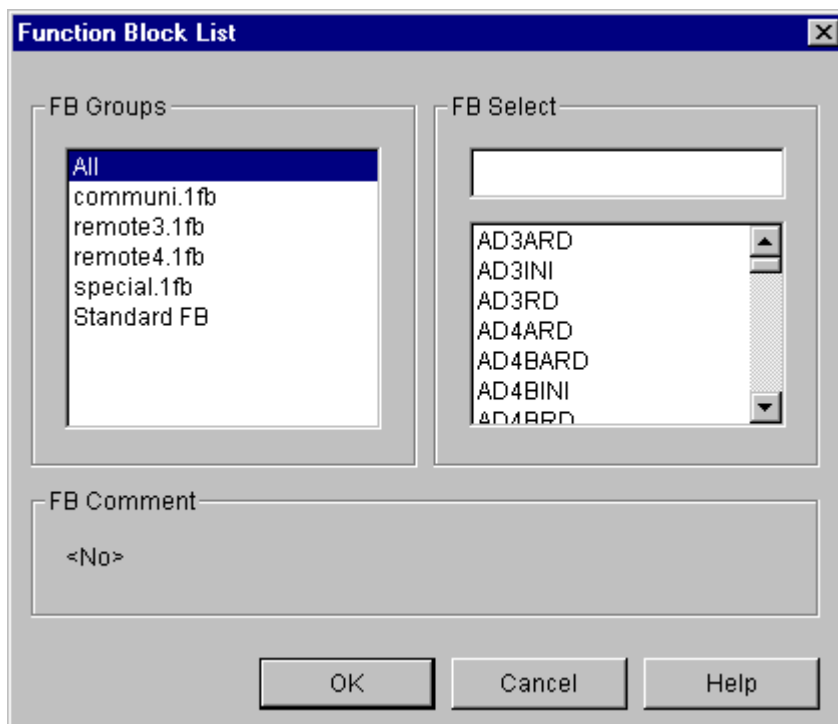 Function Block List
FB Groups
All
communi.1fb
remote3.1fb
remote4.1fb
special.1fb
Standard FB
FB Select
AD3ARD
AD3INI
AD3RD
AD4ARD
AD4BARD
AD4BINI
AD4BRD
FB Comment
<No>
OK
Cancel
Help